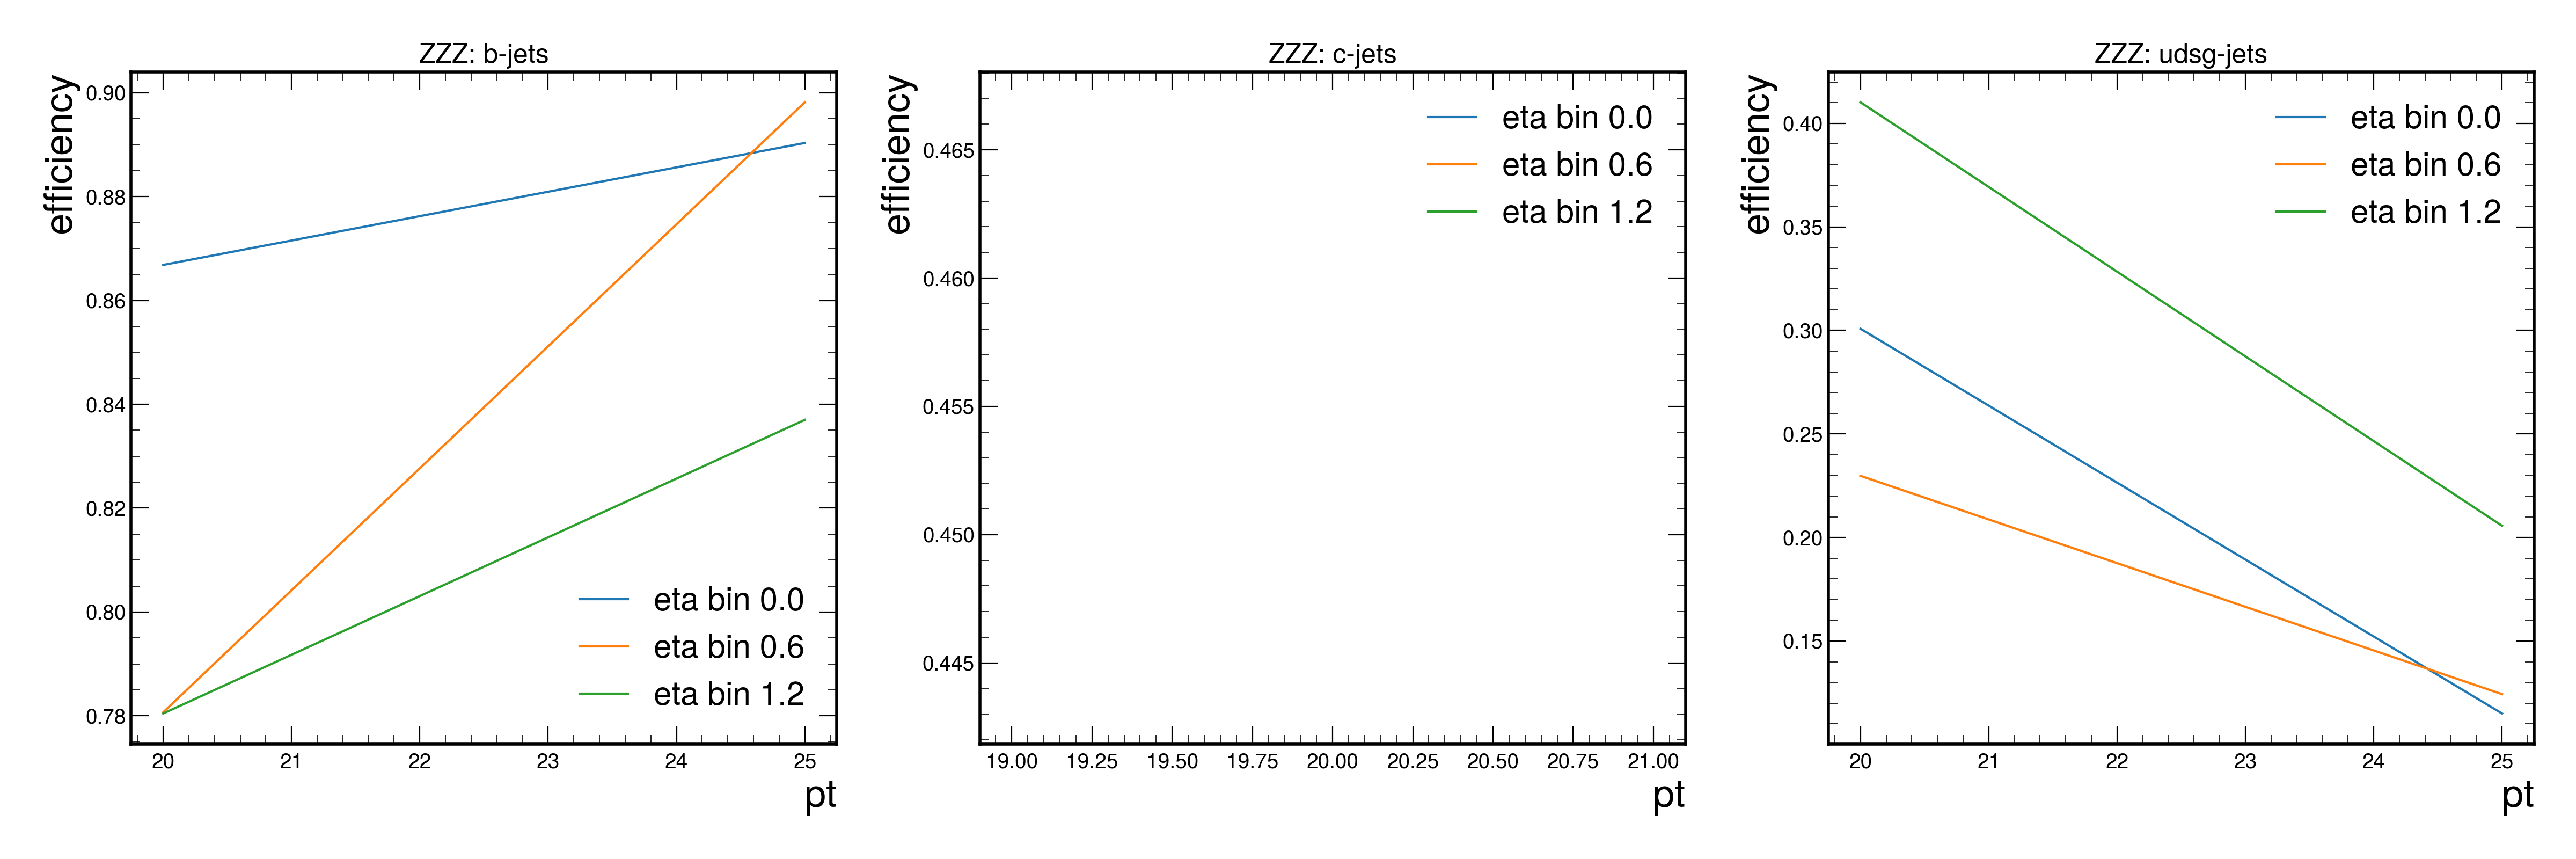 ZZZ: b-jets
efficiency
0.90
0.88
0.86
0.84
0.82
0.80
0.78
eta bin 0.0
eta bin 0.6
eta bin 1.2
20 21 22 23 24 25
pt
ZZZ: c-jets
efficiency
0.465
0.460
0.455
0.450
0.445
eta bin 0.0
eta bin 0.6
eta bin 1.2
19.00 19.25 19.50 19.75 20.00 20.25 20.50 20.75 21.00
pt
ZZZ: udsg-jets
efficiency
0.40
0.35
0.30
0.25
0.20
0.15
eta bin 0.0
eta bin 0.6
eta bin 1.2
20 21 22 23 24 25
pt